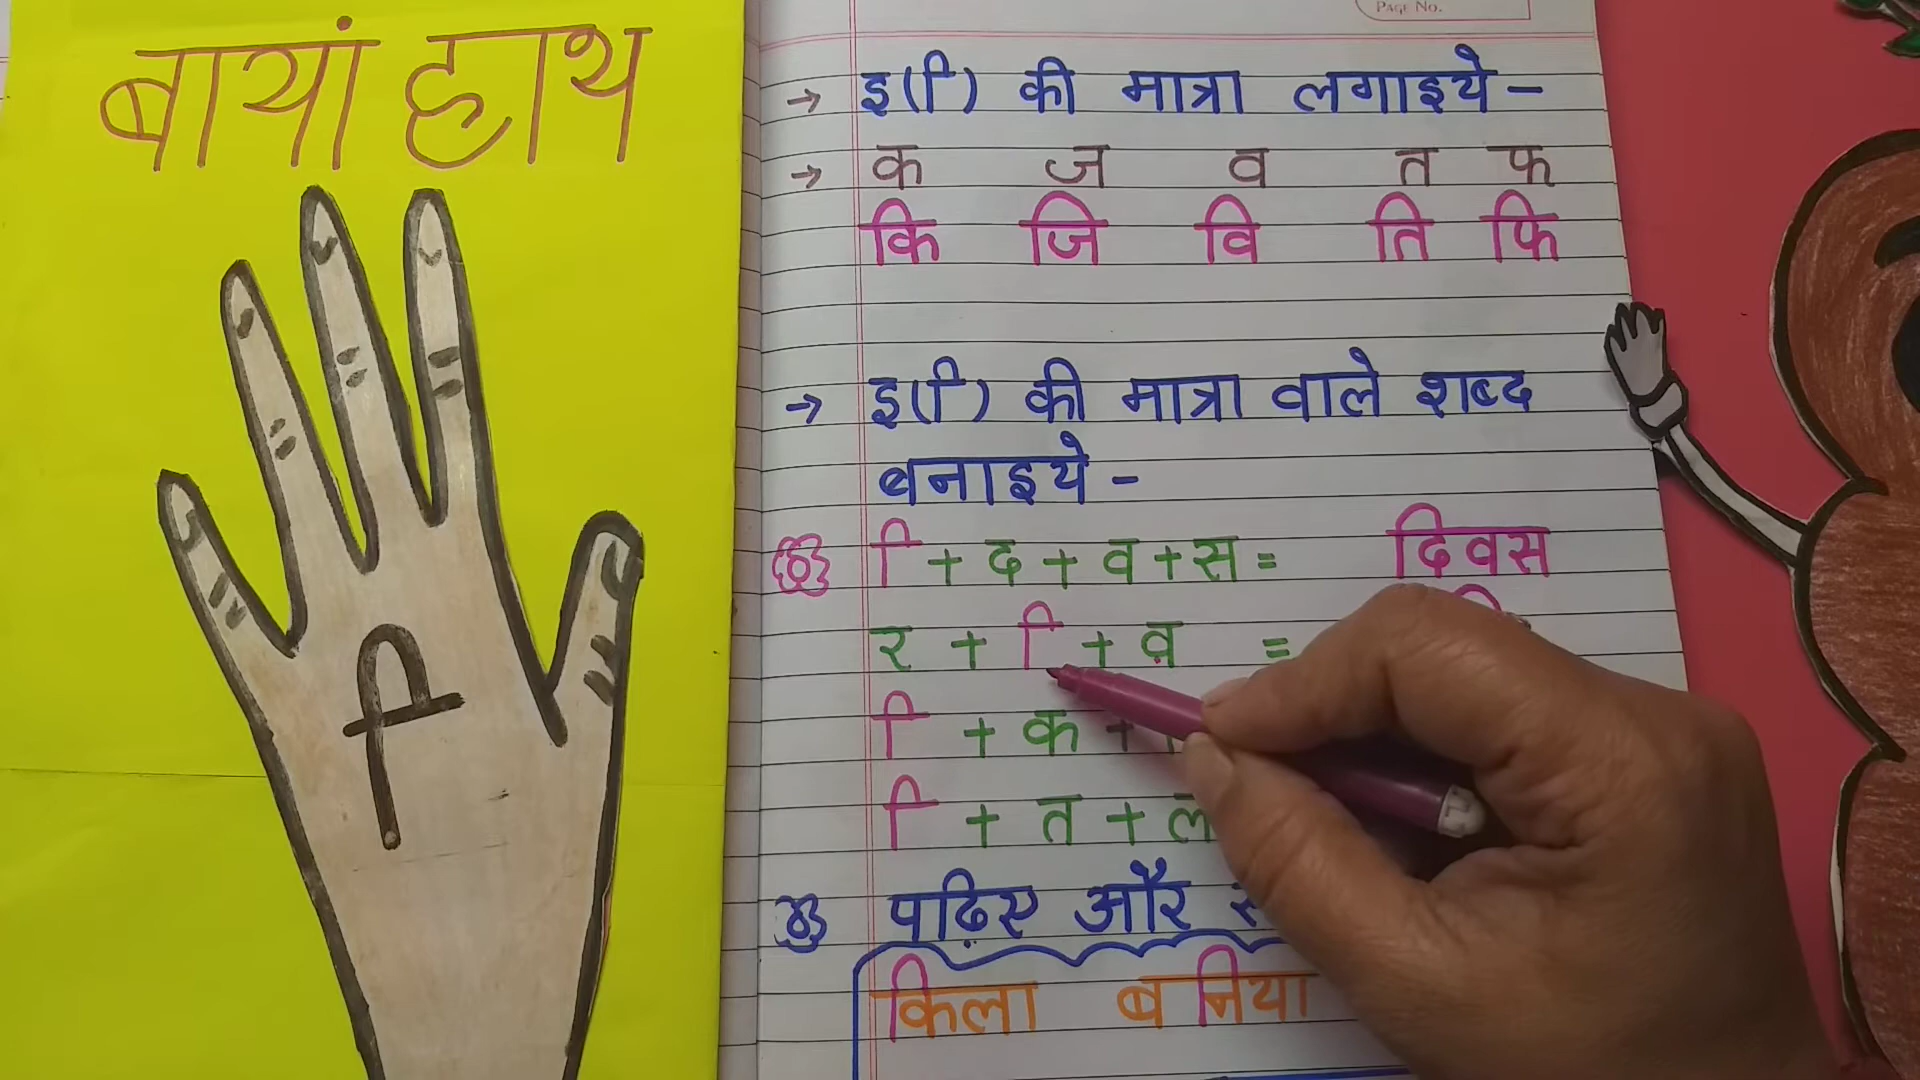 बायां हाथ
ि
PAGE No.
→ इ(ि) की मात्रा लगाइये -
→ क ज व त फ
कि जि वि ति फि
→ इ(ि) की मात्रा वाले शब्द
बनाइये -
ि + द + व + स = दिवस
र + ि + व =
ि + क +
ि + त + ल
पढ़िए और
किला बनिया